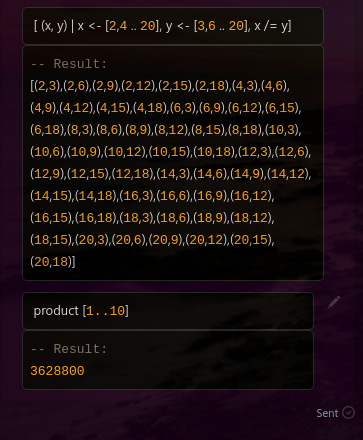 [ (x, y) | x <- [2,4 .. 20], y <- [3,6 .. 20], x /= y]
-- Result:
[(2,3),(2,6),(2,9),(2,12),(2,15),(2,18),(4,3),(4,6),
(4,9),(4,12),(4,15),(4,18),(6,3),(6,9),(6,12),(6,15),
(6,18),(8,3),(8,6),(8,9),(8,12),(8,15),(8,18),(10,3),
(10,6),(10,9),(10,12),(10,15),(10,18),(12,3),(12,6),
(12,9),(12,15),(12,18),(14,3),(14,6),(14,9),(14,12),
(14,15),(14,18),(16,3),(16,6),(16,9),(16,12),
(16,15),(16,18),(18,3),(18,6),(18,9),(18,12),
(18,15),(20,3),(20,6),(20,9),(20,12),(20,15),
(20,18)]
product [1..10]
-- Result:
3628800
Sent